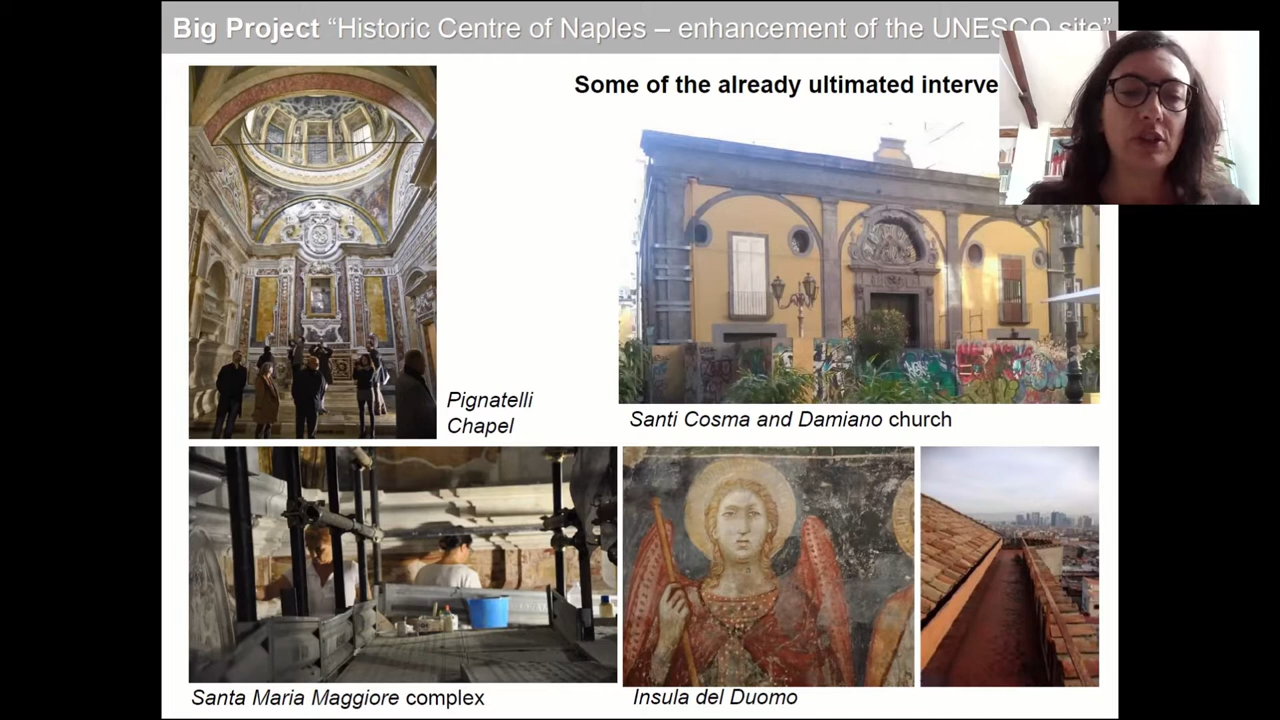 Big Project “Historic Centre of Naples – enhancement of the UNESCO site”
Some of the already ultimated
Pignatelli
Chapel
Santi Cosma and Damiano church
Santa Maria Maggiore complex
Insula del Duomo